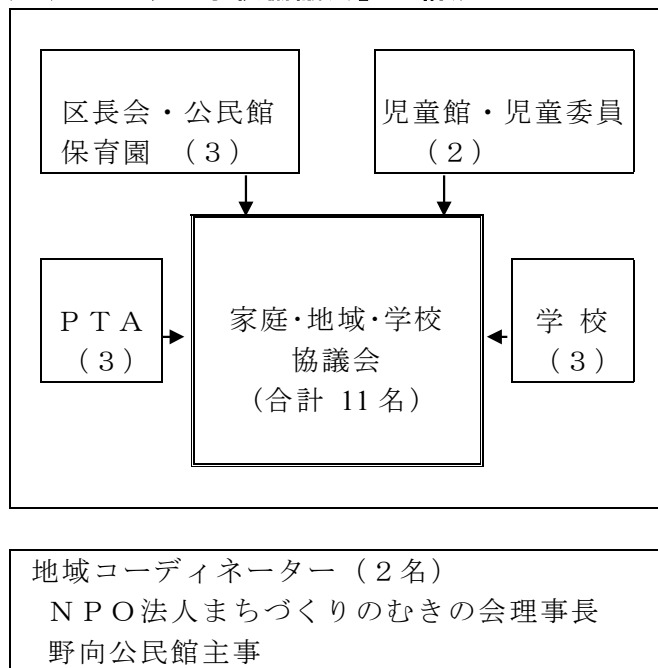 区長会・公民館
保育園 （３）
児童館・児童委員
（２）
ＰＴＡ
（３）
家庭･地域･学校
協議会
（合計 11 名）
学 校
（３）
地域コーディネーター（２名）
ＮＰＯ法人まちづくりのむきの会理事長
野向公民館主事